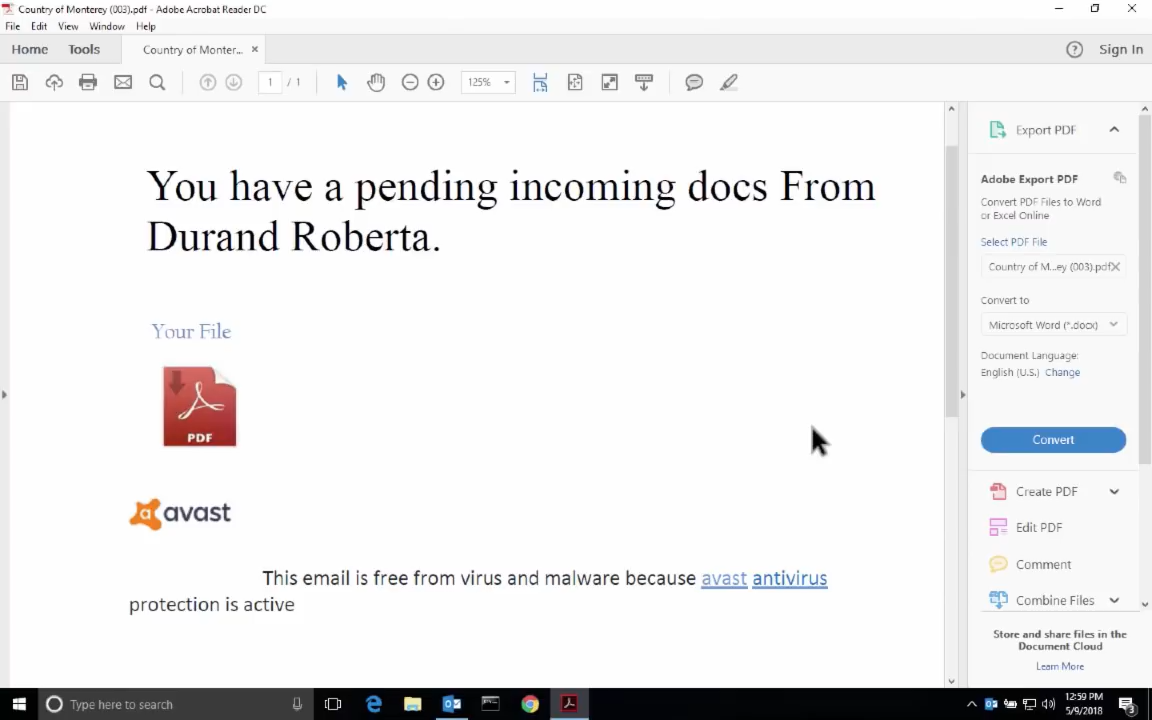 Country of Monterey (003).pdf - Adobe Acrobat Reader DC
File Edit View Window Help
Home Tools Country of Monter... × Sign In
1 / 1 125%
Export PDF
You have a pending incoming docs From
Durand Roberta.
Your File
PDF
avast
This email is free from virus and malware because avast antivirus
protection is active
Adobe Export PDF
Convert PDF Files to Word
or Excel Online
Select PDF File
Country of M...ey (003).pdf
Convert to
Microsoft Word (*.docx)
Document Language:
English (U.S.) Change
Convert
Create PDF
Edit PDF
Comment
Combine Files
Store and share files in the
Document Cloud
Learn More
Type here to search
12:59 PM
5/9/2018
3